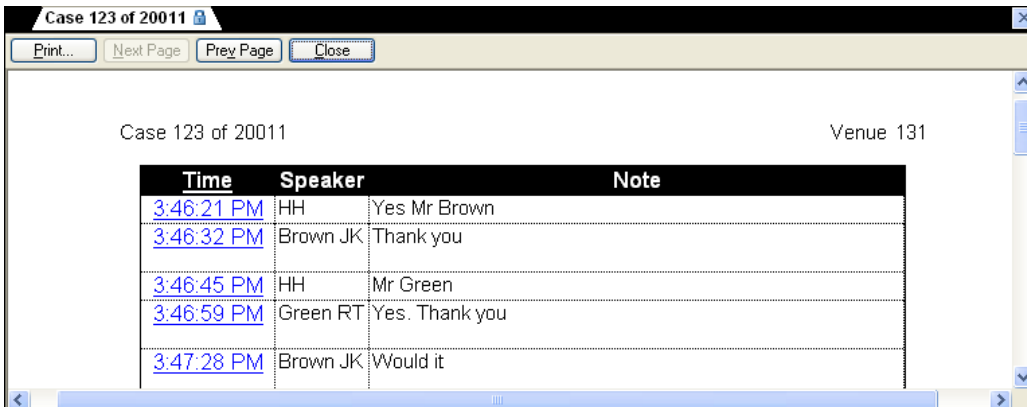 Case 123 of 20011
Print... Next Page Prev Page Close
Case 123 of 20011 Venue 131
Time Speaker Note
3:46:21 PM HH Yes Mr Brown
3:46:32 PM Brown JK Thank you
3:46:45 PM HH Mr Green
3:46:59 PM Green RT Yes. Thank you
3:47:28 PM Brown JK Would it